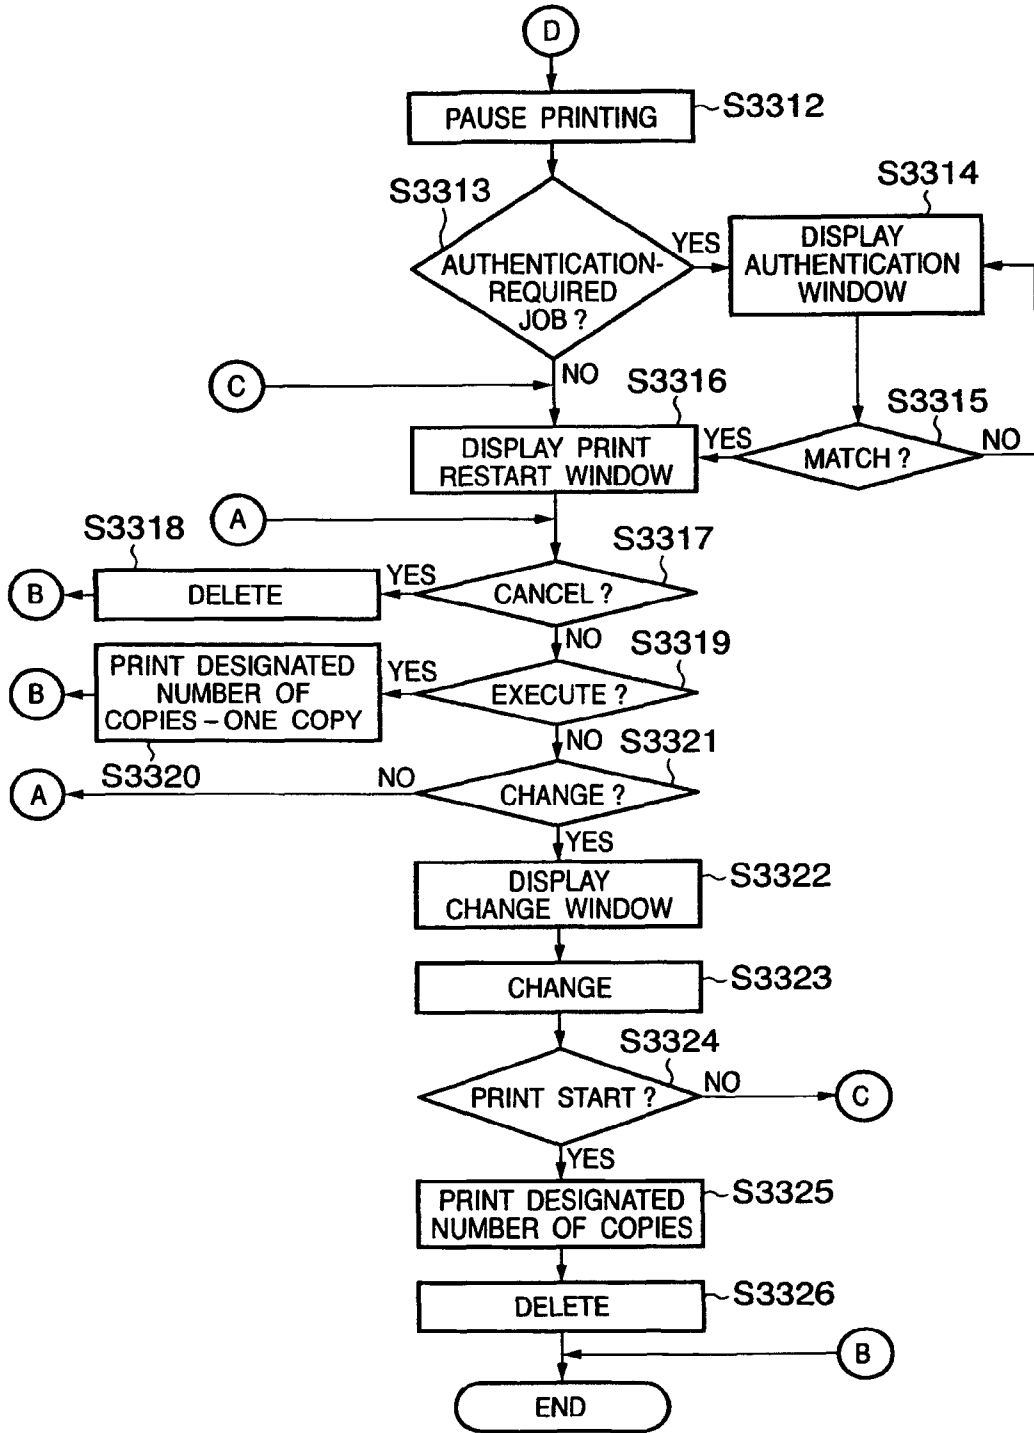 D
PAUSE PRINTING
S3312
S3313
S3314
AUTHENTICATION-
REQUIRED
JOB ?
YES
DISPLAY
AUTHENTICATION
WINDOW
NO
C
S3316
S3315
DISPLAY PRINT
RESTART WINDOW
YES
MATCH ?
NO
A
S3318
S3317
B
DELETE
YES
CANCEL ?
NO
S3319
B
PRINT DESIGNATED
NUMBER OF
COPIES – ONE COPY
YES
EXECUTE ?
S3320
NO
S3321
A
NO
CHANGE ?
YES
DISPLAY
CHANGE WINDOW
S3322
CHANGE
S3323
S3324
PRINT START ?
NO
C
YES
PRINT DESIGNATED
NUMBER OF COPIES
S3325
DELETE
S3326
B
END